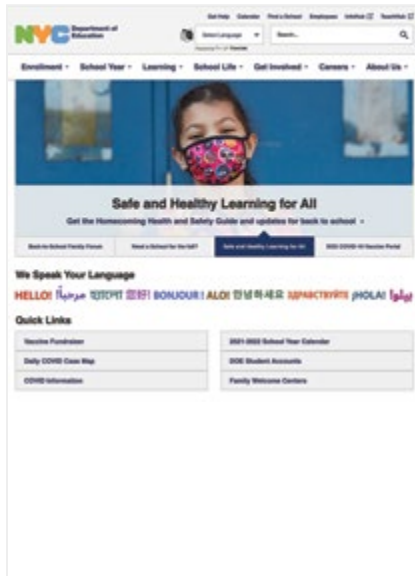 Get Help Calendar Find a School Employees InfoHub TeachHub
NYC Department of Education
Select Language
Search...
Enrollment School Year Learning School Life Get Involved Careers About Us
Safe and Healthy Learning for All
Get the Homecoming Health and Safety Guide and updates for back to school
Back-to-School Family Forum Need a School for the fall? Safe and Healthy Learning for All 2021 COVID-19 Vaccine Portal
We Speak Your Language
HELLO! مرحباً 您好! BONJOUR! ALO! 안녕하세요 ЗДРАВСТВУЙТЕ ¡HOLA!
Quick Links
Vaccine Fundraiser 2021-2022 School Year Calendar
Daily COVID Case Map DOE Student Accounts
COVID Information Family Welcome Centers